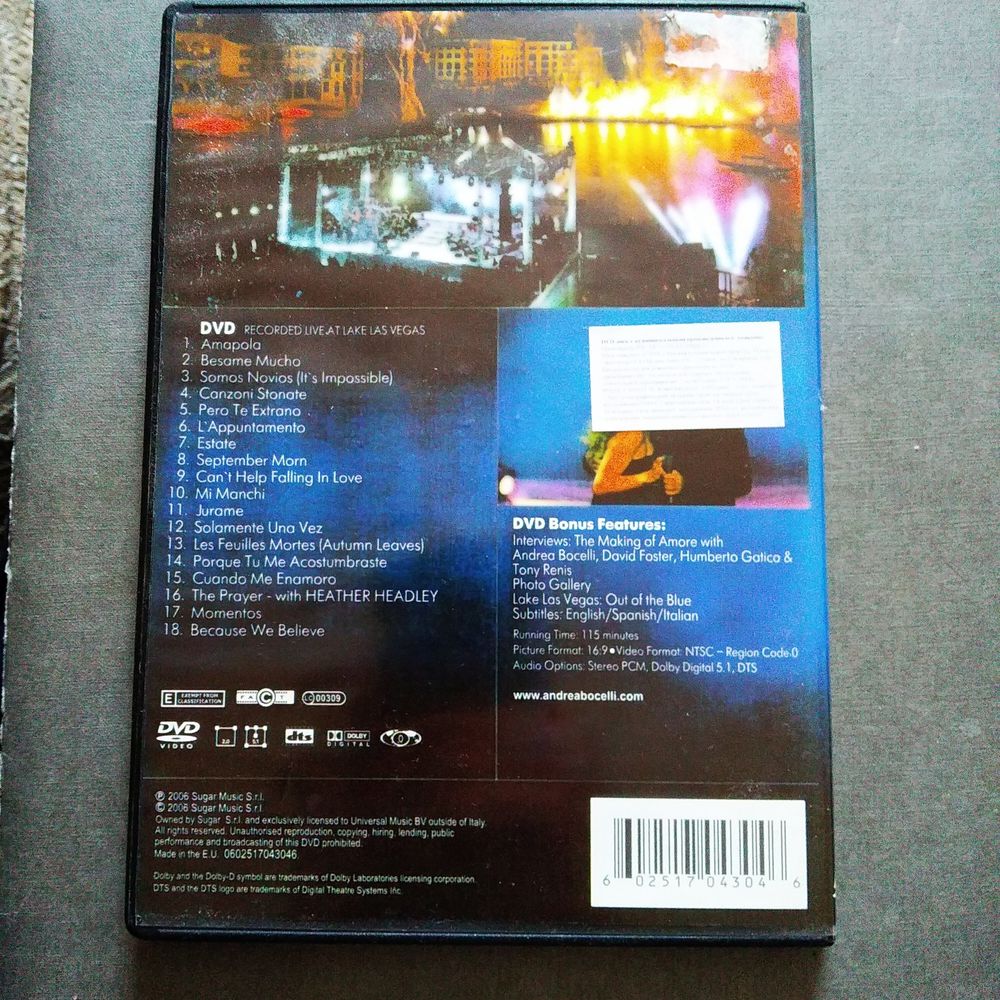 DVD RECORDED LIVE AT LAKE LAS VEGAS
1. Amapola
2. Besame Mucho
3. Somos Novios (It`s Impossible)
4. Canzoni Stonate
5. Pero Te Extrano
6. L`Appuntamento
7. Estate
8. September Morn
9. Can`t Help Falling In Love
10. Mi Manchi
11. Jurame
12. Solamente Una Vez
13. Les Feuilles Mortes (Autumn Leaves)
14. Porque Tu Me Acostumbraste
15. Cuando Me Enamoro
16. The Prayer - with HEATHER HEADLEY
17. Momentos
18. Because We Believe
DVD Bonus Features:
Interviews: The Making of Amore with
Andrea Bocelli, David Foster, Humberto Gatica &
Tony Renis
Photo Gallery
Lake Las Vegas: Out of the Blue
Subtitles: English/Spanish/Italian
Running Time: 115 minutes
Picture Format: 16:9•Video Format: NTSC – Region Code:0
Audio Options: Stereo PCM, Dolby Digital 5.1, DTS
www.andreabocelli.com
E EXEMPT FROM CLASSIFICATION
FACT
LC 00309
DVD VIDEO
2.0
5.1
dts
DOLBY DIGITAL
℗ 2006 Sugar Music S.r.l.
© 2006 Sugar Music S.r.l.
Owned by Sugar S.r.l. and exclusively licensed to Universal Music BV outside of Italy.
All rights reserved. Unauthorised reproduction, copying, hiring, lending, public
performance and broadcasting of this DVD prohibited.
Made in the E.U. 0602517043046.
Dolby and the Dolby-D symbol are trademarks of Dolby Laboratories licensing corporation.
DTS and the DTS logo are trademarks of Digital Theatre Systems Inc.
6 02517 04304 6